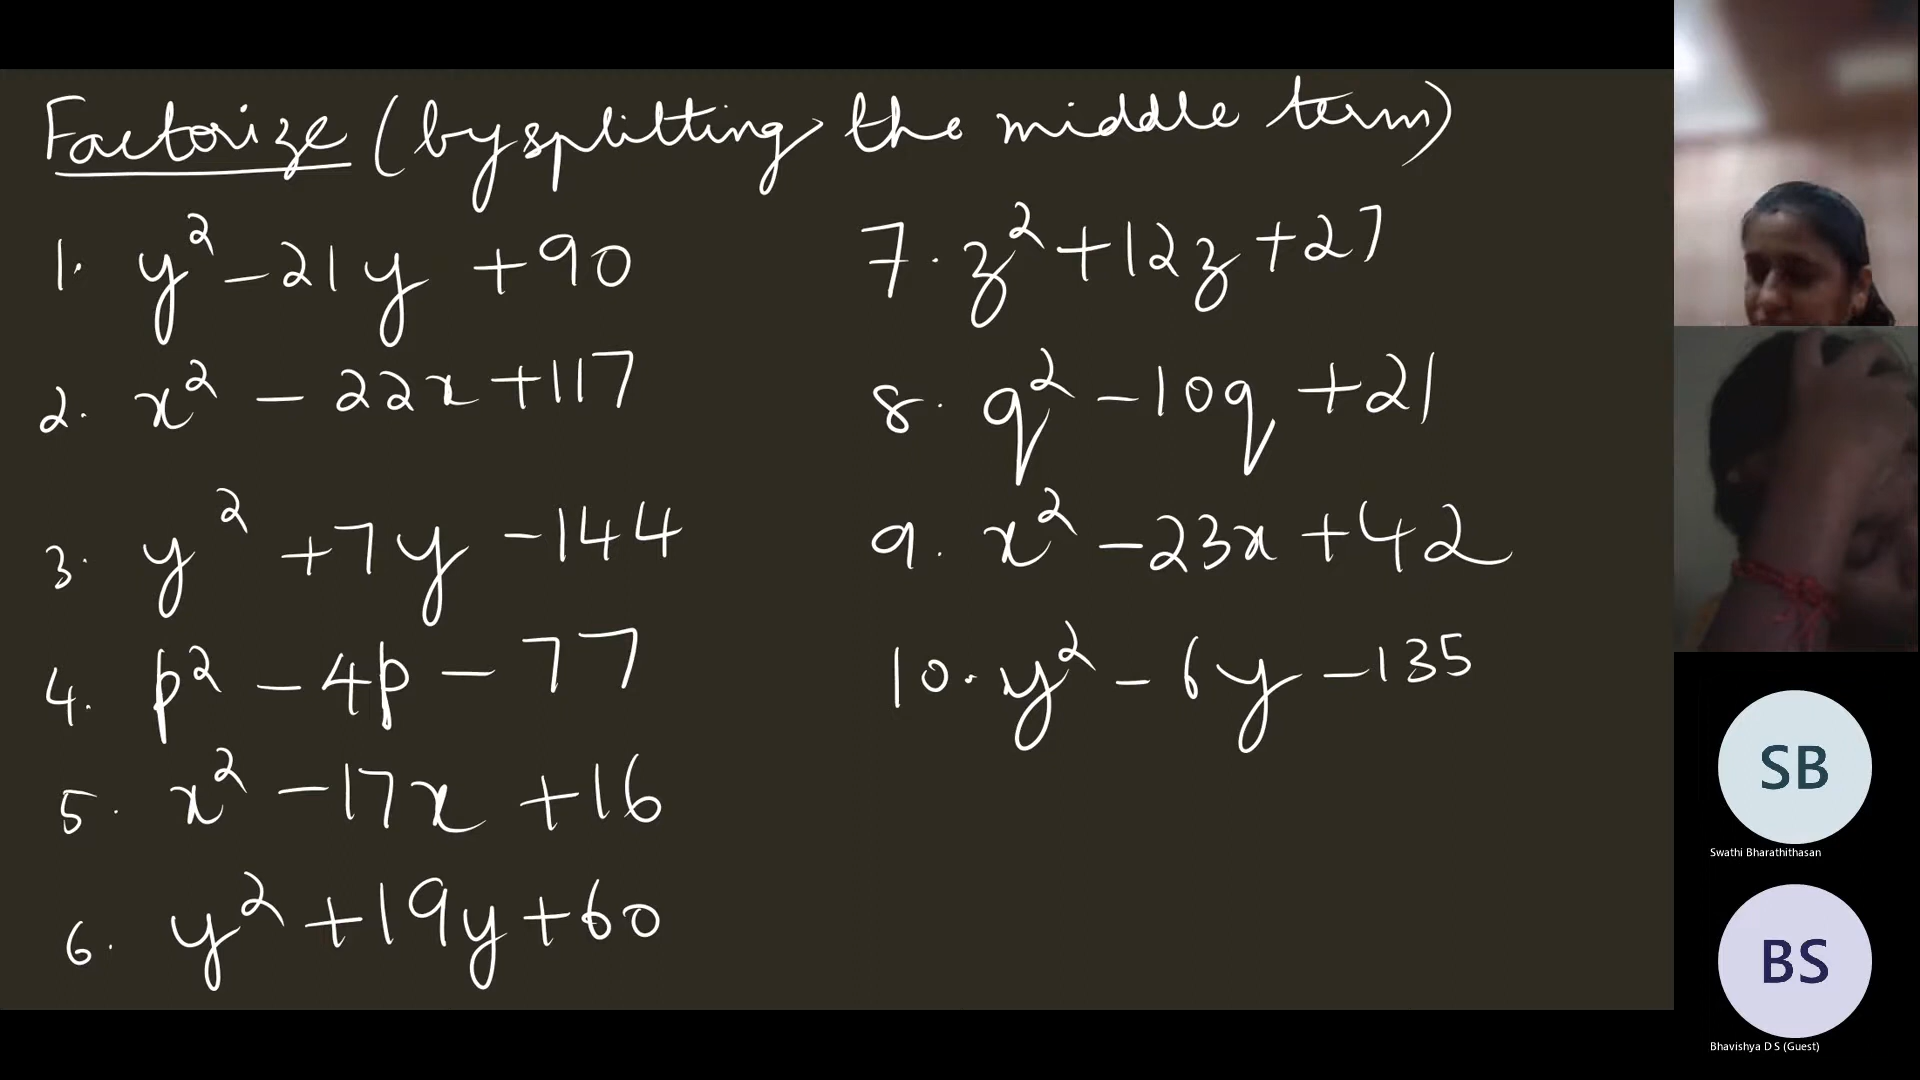 Factorize (by splitting the middle term)
1. y² - 21y + 90
2. x² - 22x + 117
3. y² + 7y - 144
4. p² - 4p - 77
5. x² - 17x + 16
6. y² + 19y + 60
7. z² + 12z + 27
8. q² - 10q + 21
9. x² - 23x + 42
10. y² - 6y - 135
SB
Swathi Bharathithasan
BS
Bhavishya D S (Guest)